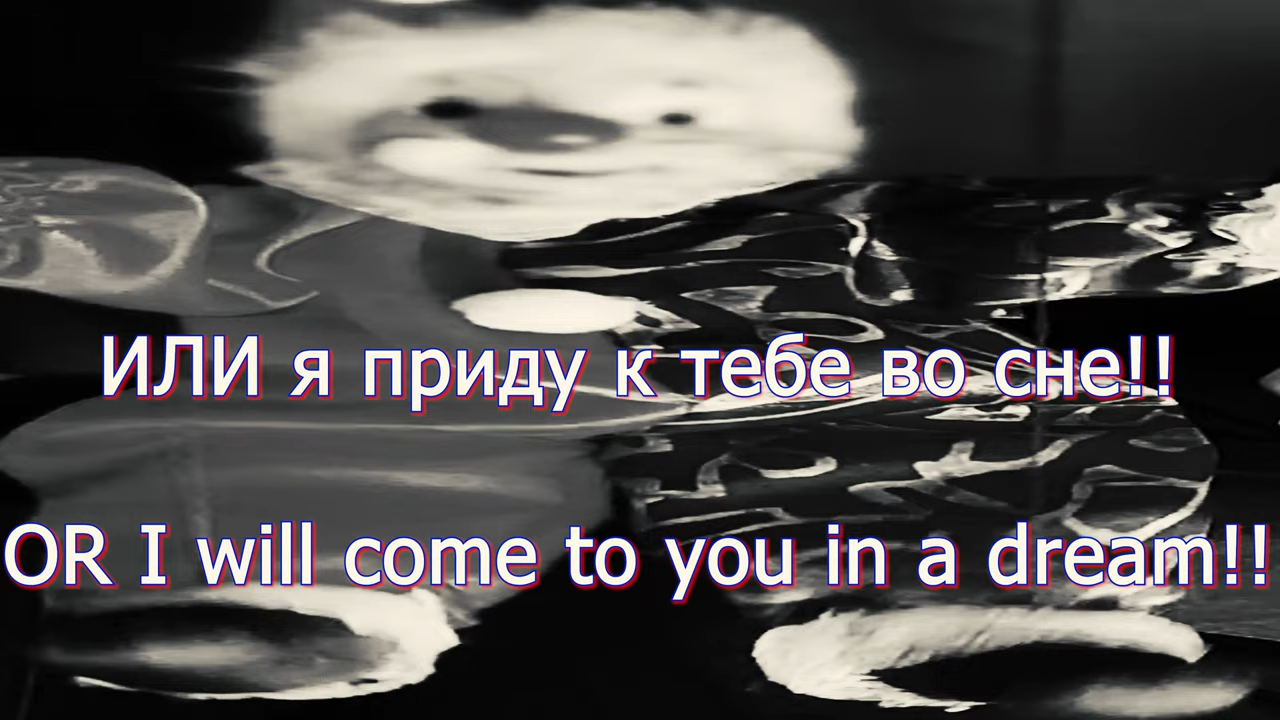 ИЛИ я приду к тебе во сне!!
OR I will come to you in a dream!!